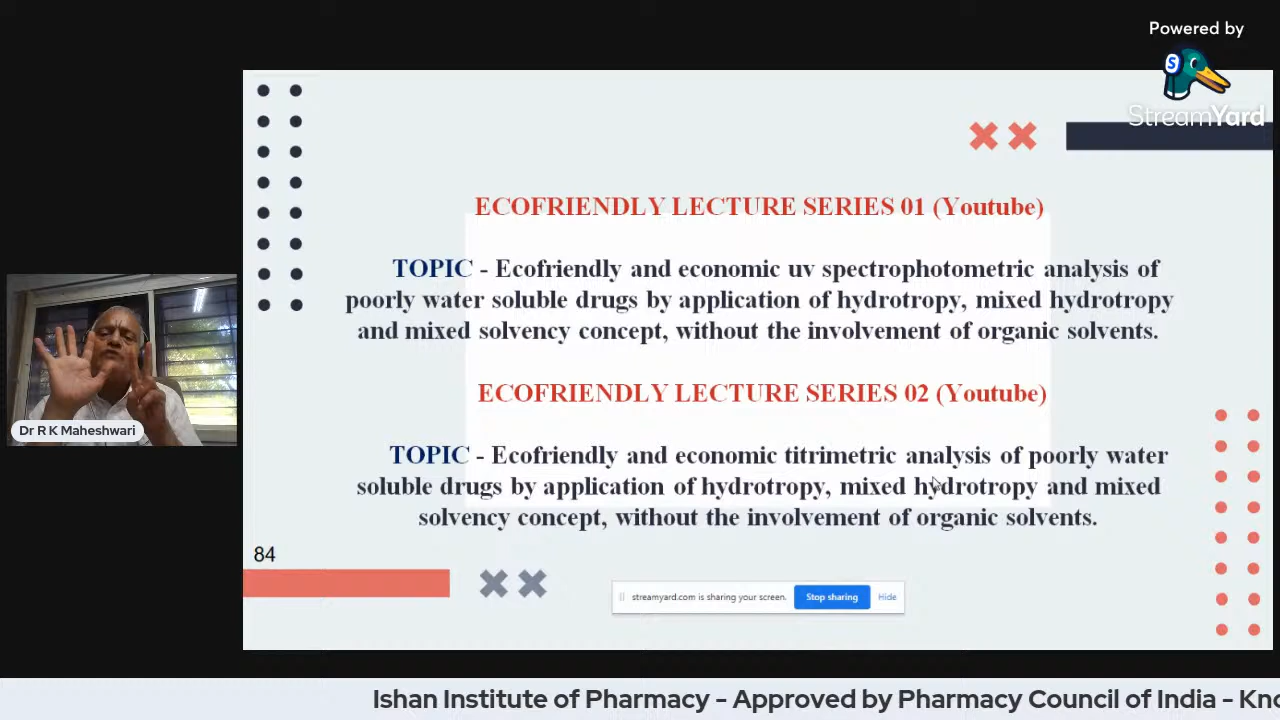 Powered by
StreamYard
ECOFRIENDLY LECTURE SERIES 01 (Youtube)
TOPIC - Ecofriendly and economic uv spectrophotometric analysis of
poorly water soluble drugs by application of hydrotropy, mixed hydrotropy
and mixed solvency concept, without the involvement of organic solvents.
ECOFRIENDLY LECTURE SERIES 02 (Youtube)
TOPIC - Ecofriendly and economic titrimetric analysis of poorly water
soluble drugs by application of hydrotropy, mixed hydrotropy and mixed
solvency concept, without the involvement of organic solvents.
Dr R K Maheshwari
84
streamyard.com is sharing your screen. Stop sharing Hide
Ishan Institute of Pharmacy - Approved by Pharmacy Council of India - Kno